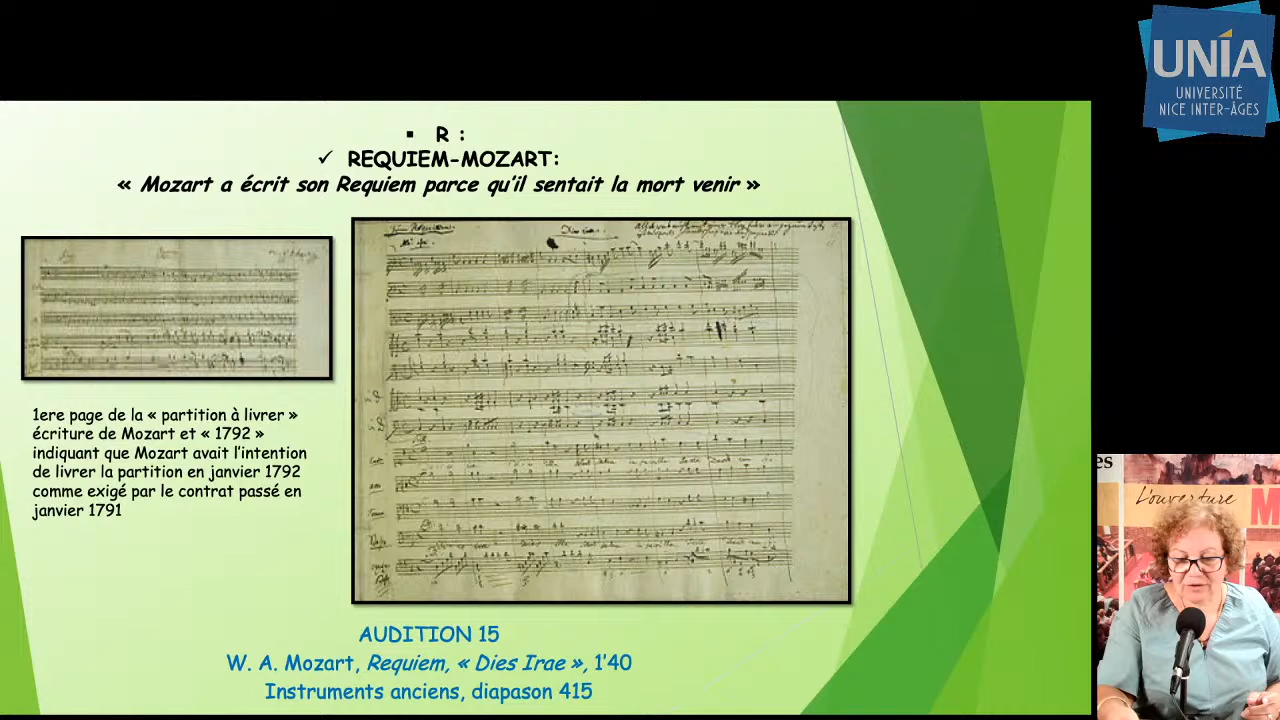 UNIA
UNIVERSITÉ
NICE INTER-ÂGES
▪ R :
✓ REQUIEM-MOZART:
« Mozart a écrit son Requiem parce qu'il sentait la mort venir »
1ere page de la « partition à livrer »
écriture de Mozart et « 1792 »
indiquant que Mozart avait l'intention
de livrer la partition en janvier 1792
comme exigé par le contrat passé en
janvier 1791
AUDITION 15
W. A. Mozart, Requiem, « Dies Irae », 1'40
Instruments anciens, diapason 415
es
L'ouverture
M